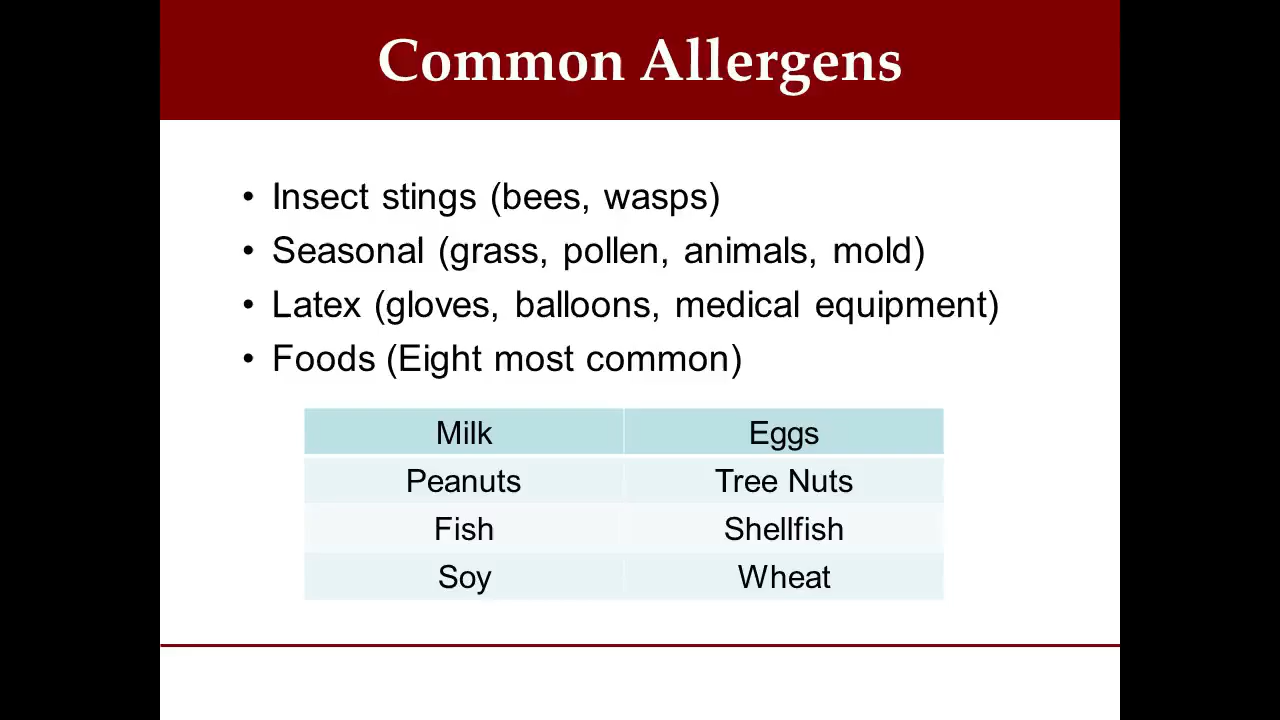 Common Allergens
• Insect stings (bees, wasps)
• Seasonal (grass, pollen, animals, mold)
• Latex (gloves, balloons, medical equipment)
• Foods (Eight most common)
Milk Eggs
Peanuts Tree Nuts
Fish Shellfish
Soy Wheat